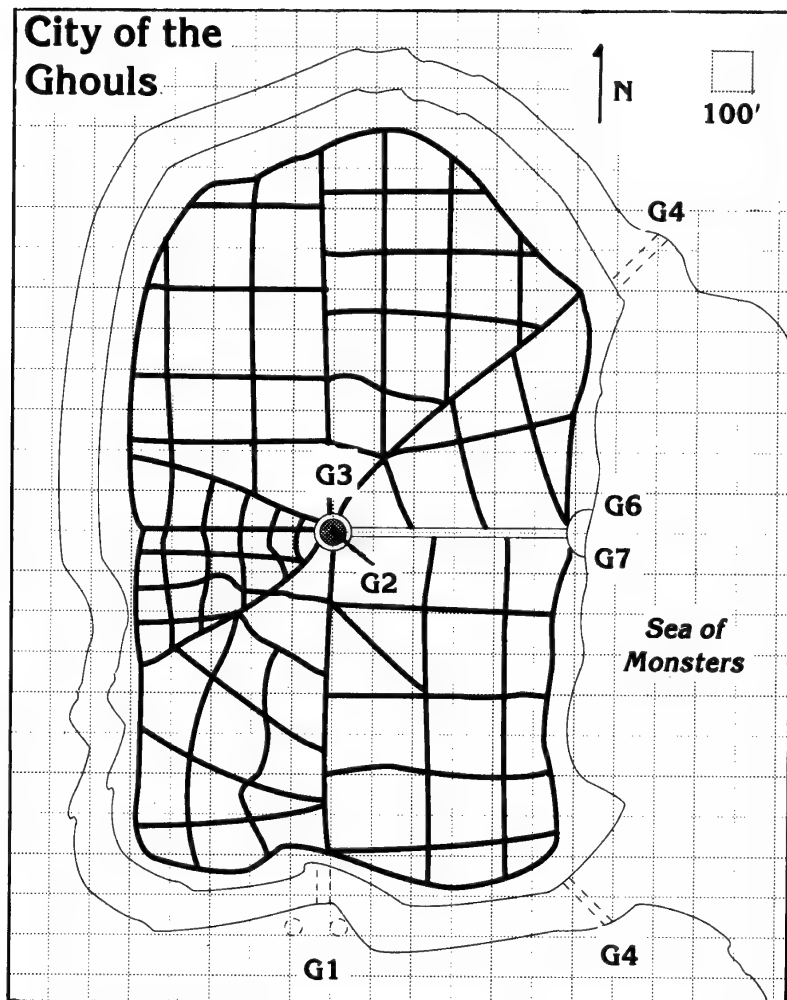 City of the
Ghouls
N
100'
G4
G3
G6
G7
G2
Sea of
Monsters
G1
G4